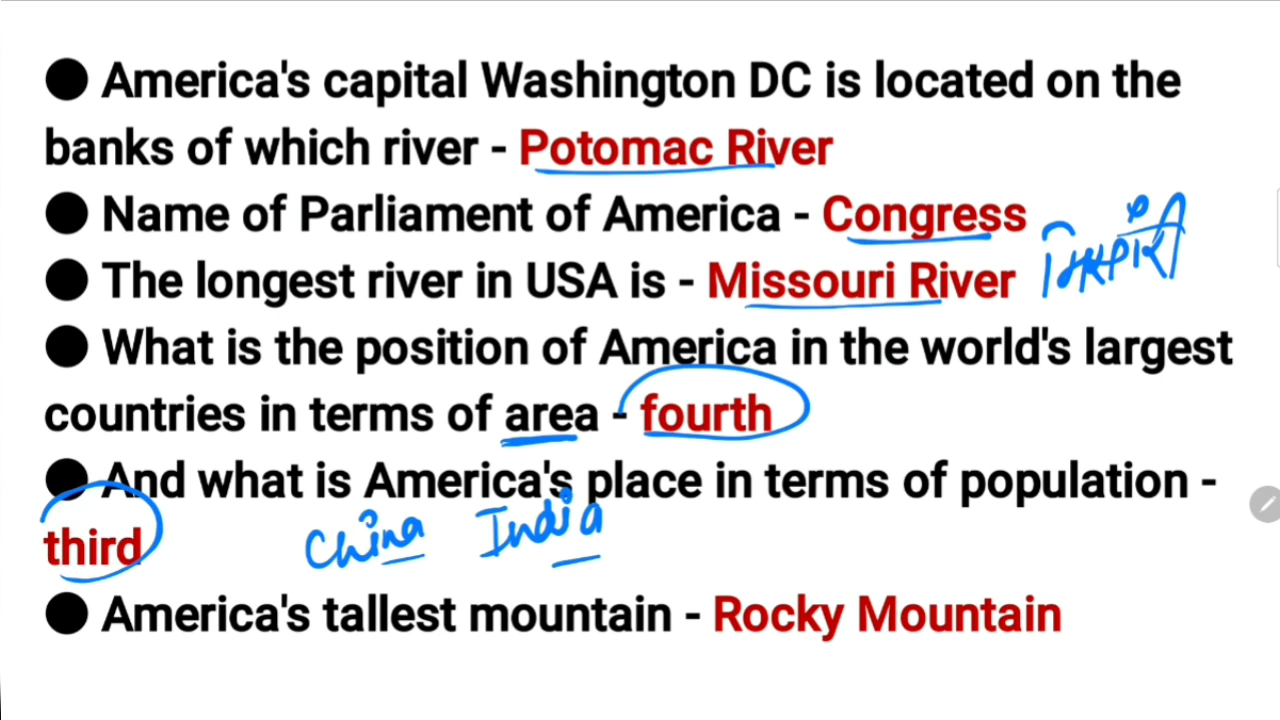 ● America's capital Washington DC is located on the
banks of which river - Potomac River
● Name of Parliament of America - Congress
● The longest river in USA is - Missouri River
● What is the position of America in the world's largest
countries in terms of area - fourth
● And what is America's place in terms of population -
third China India
● America's tallest mountain - Rocky Mountain